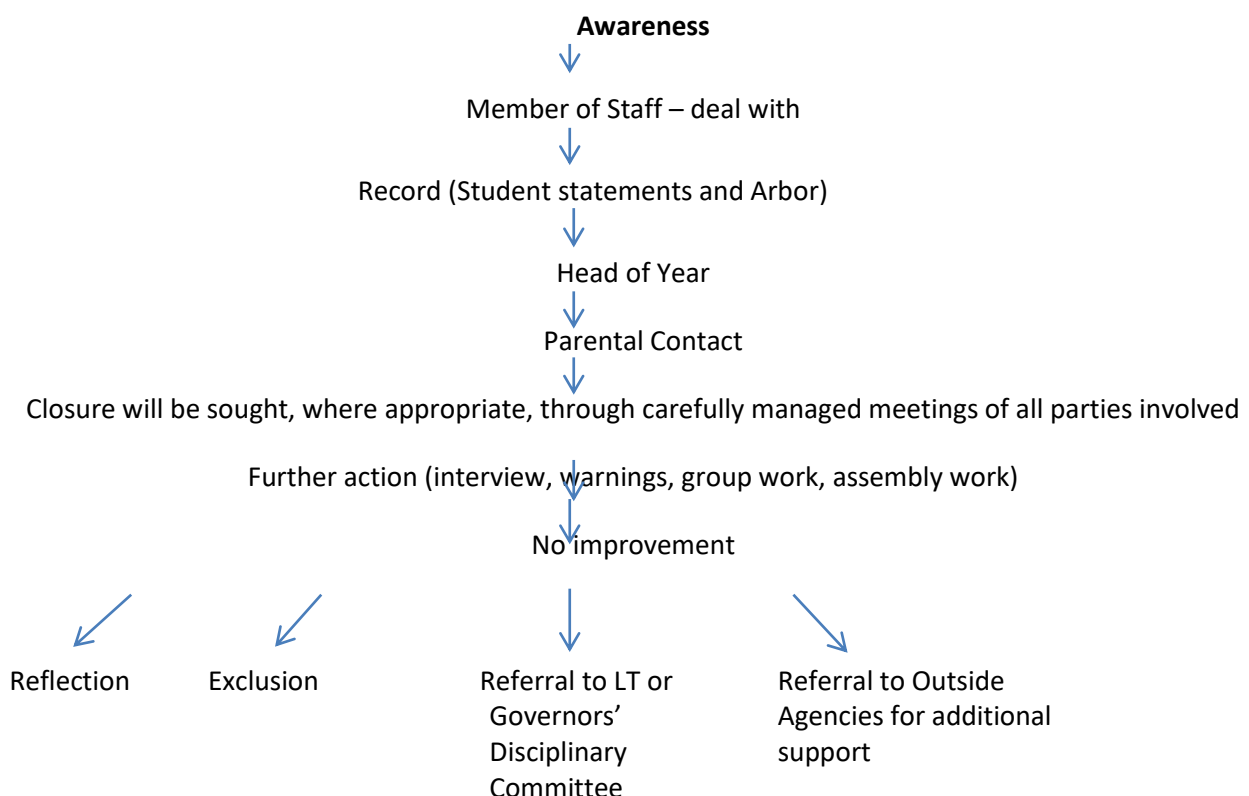 Awareness
Member of Staff – deal with
Record (Student statements and Arbor)
Head of Year
Parental Contact
Closure will be sought, where appropriate, through carefully managed meetings of all parties involved
Further action (interview, warnings, group work, assembly work)
No improvement
Reflection
Exclusion
Referral to LT or
Governors’
Disciplinary
Committee
Referral to Outside
Agencies for additional
support